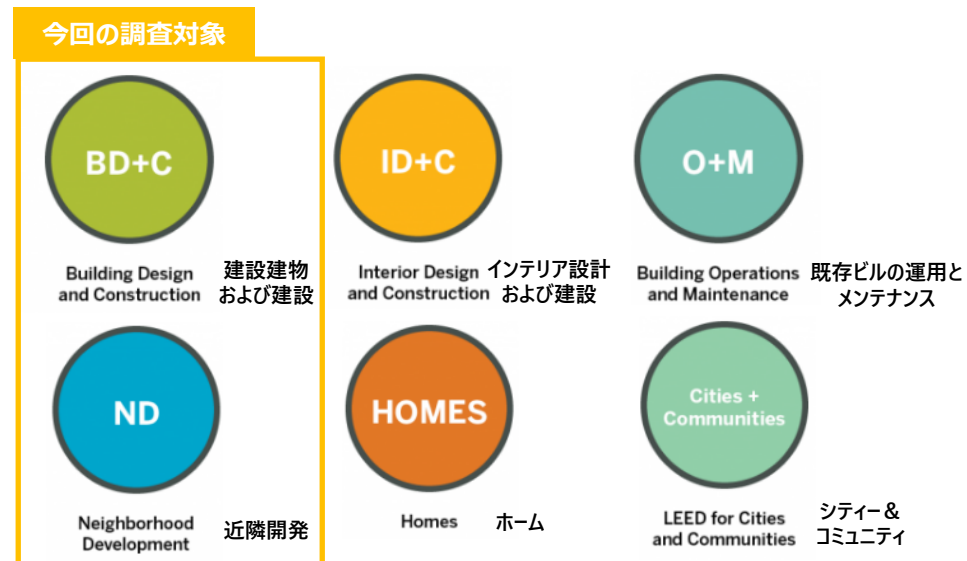 今回の調査対象
BD+C
Building Design
and Construction
建設建物
および建設
ID+C
Interior Design
and Construction
インテリア設計
および建設
O+M
Building Operations
and Maintenance
既存ビルの運用と
メンテナンス
ND
Neighborhood
Development
近隣開発
HOMES
Homes
ホーム
Cities +
Communities
LEED for Cities
and Communities
シティー＆
コミュニティ